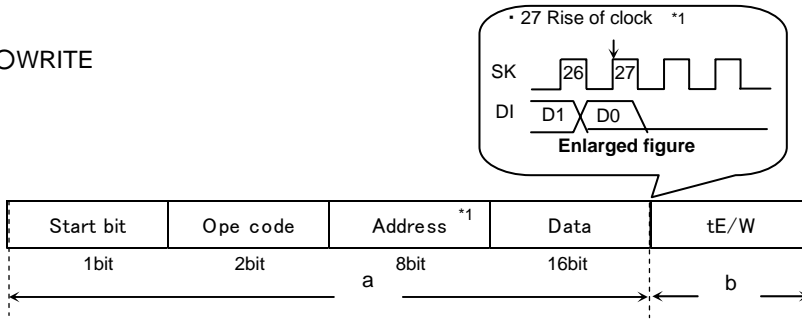 ・27 Rise of clock *1
○WRITE
SK 26 27
DI D1 D0
Enlarged figure
Start bit Ope code Address *1 Data tE/W
1bit 2bit 8bit 16bit
a b